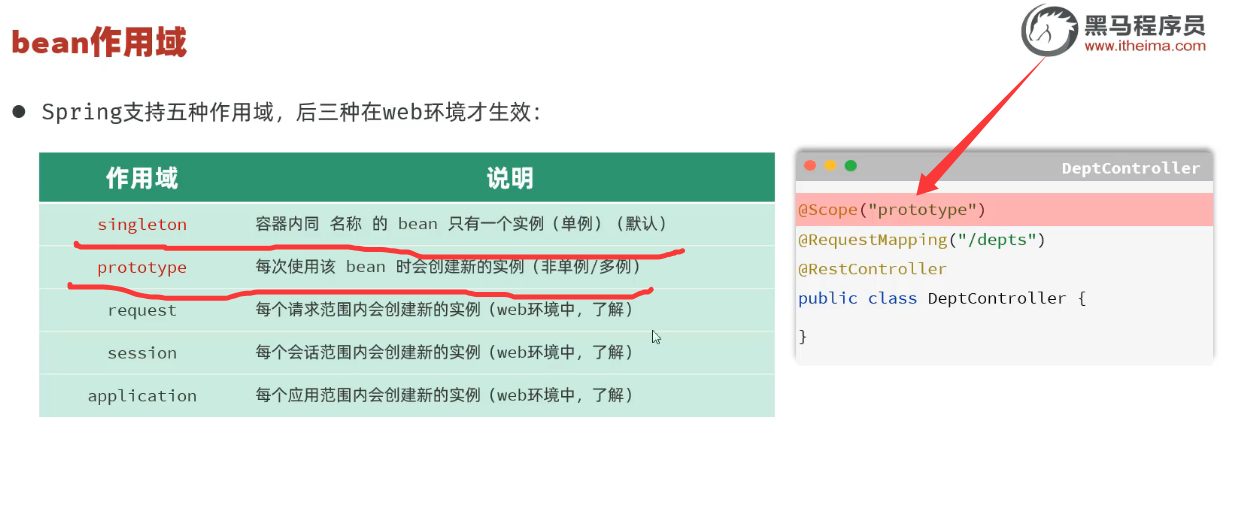 bean作用域
黑马程序员
www.itheima.com
● Spring支持五种作用域，后三种在web环境才生效：
作用域 说明
singleton 容器内同 名称 的 bean 只有一个实例（单例）（默认）
prototype 每次使用该 bean 时会创建新的实例（非单例/多例）
request 每个请求范围内会创建新的实例（web环境中，了解）
session 每个会话范围内会创建新的实例（web环境中，了解）
application 每个应用范围内会创建新的实例（web环境中，了解）
DeptController
@Scope("prototype")
@RequestMapping("/depts")
@RestController
public class DeptController {
}